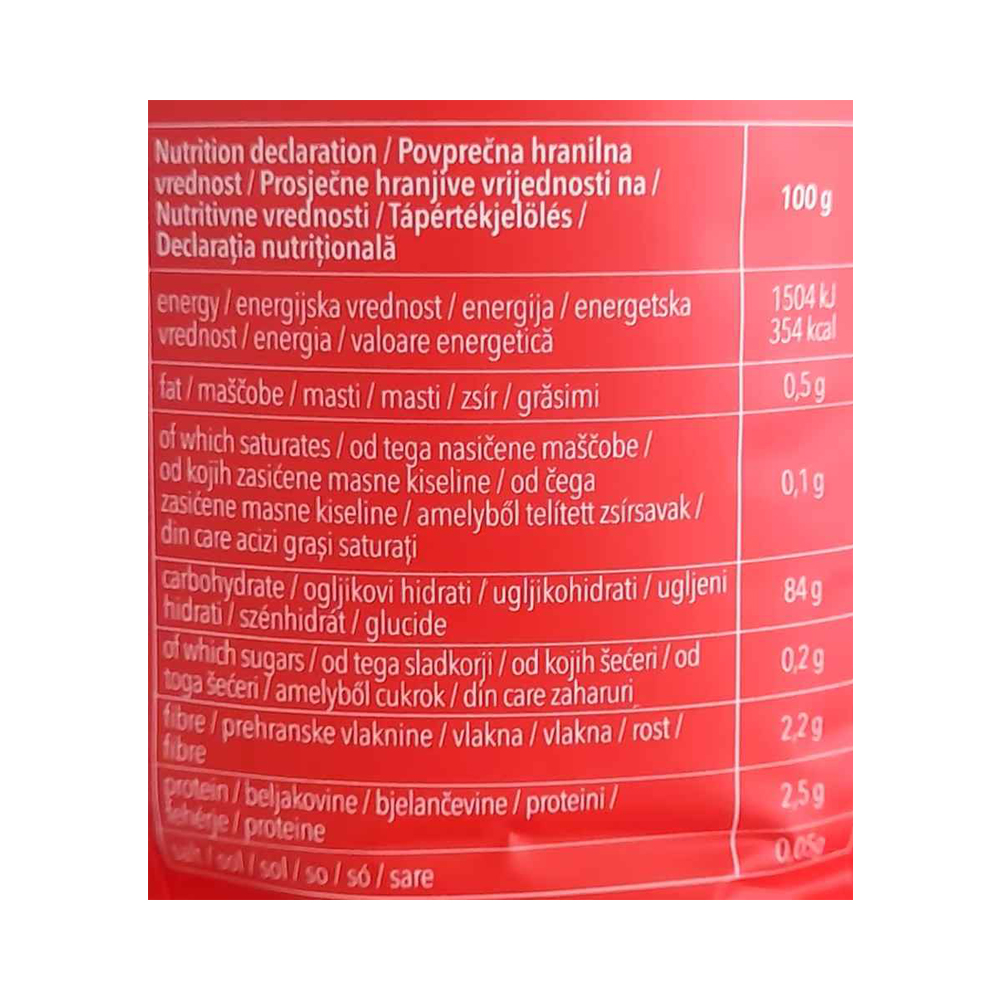 Nutrition declaration / Povprečna hranilna
vrednost / Prosječne hranjive vrijednosti na /
Nutritivne vrednosti / Tápértékjelölés /
Declarația nutrițională
100 g
energy / energijska vrednost / energija / energetska
vrednost / energia / valoare energetică
1504 kJ
354 kcal
fat / maščobe / masti / masti / zsír / grăsimi
0,5 g
of which saturates / od tega nasičene maščobe /
od kojih zasićene masne kiseline / od čega
zasićene masne kiseline / amelyből telített zsírsavak /
din care acizi grași saturați
0,1 g
carbohydrate / ogljikovi hidrati / ugljikohidrati / ugljeni
hidrati / szénhidrát / glucide
84 g
of which sugars / od tega sladkorji / od kojih šećeri / od
toga šećeri / amelyből cukrok / din care zaharuri
0,2 g
fibre / prehranske vlaknine / vlakna / vlakna / rost /
fibre
2,2 g
protein / beljakovine / bjelančevine / proteini /
fehérje / proteine
2,5 g
salt / sol / sol / so / só / sare
0,05g